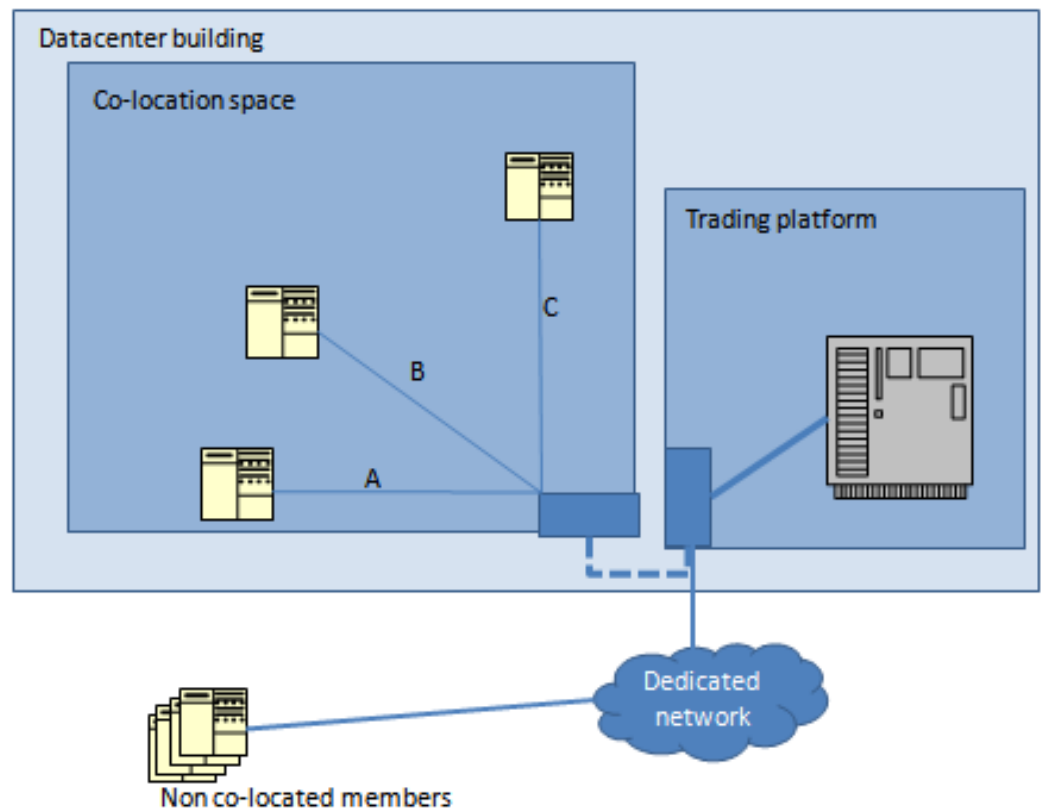 Datacenter building
Co-location space
Trading platform
C
B
A
Dedicated
network
Non co-located members